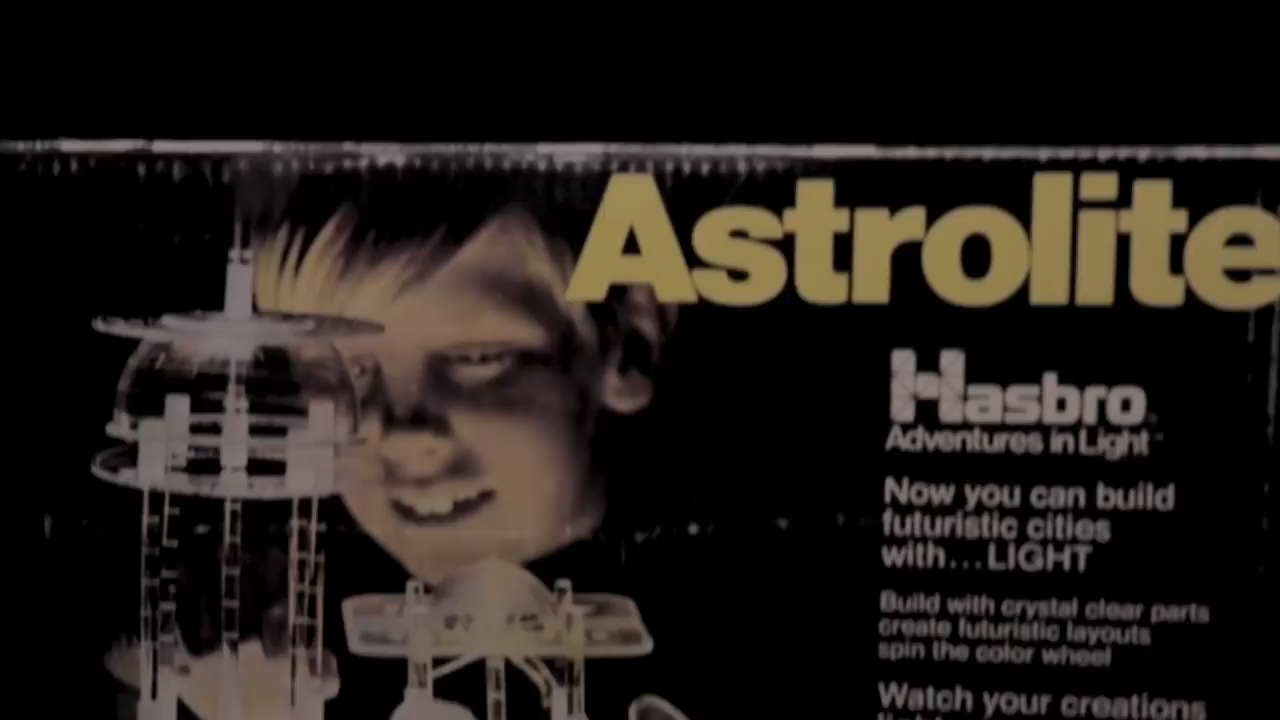 Astrolite
Hasbro
Adventures in Light
Now you can build
futuristic cities
with...LIGHT
Build with crystal clear parts
create futuristic layouts
spin the color wheel
Watch your creations